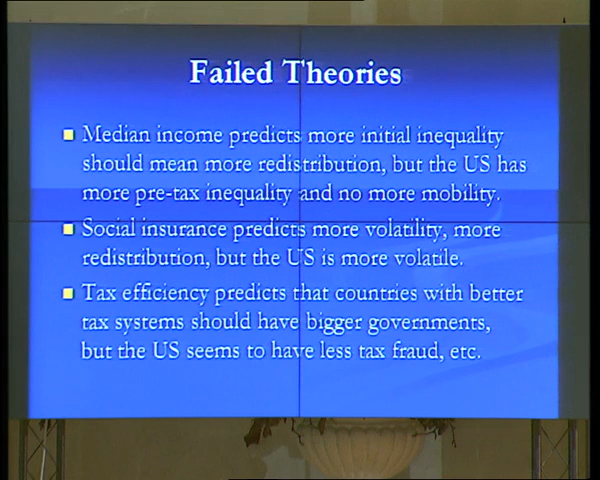 Failed Theories
Median income predicts more initial inequality
should mean more redistribution, but the US has
more pre-tax inequality and no more mobility.
Social insurance predicts more volatility, more
redistribution, but the US is more volatile.
Tax efficiency predicts that countries with better
tax systems should have bigger governments,
but the US seems to have less tax fraud, etc.